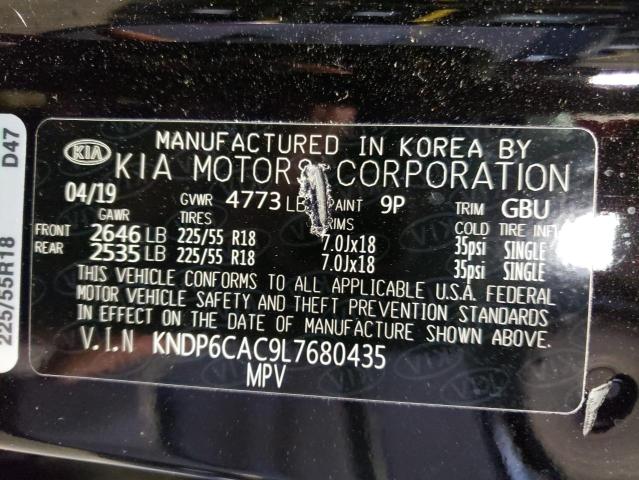 D47
225/55R18
KIA
MANUFACTURED IN KOREA BY
KIA MOTORS CORPORATION
04/19 GVWR 4773 LB PAINT 9P TRIM GBU
GAWR TIRES RIMS COLD TIRE INFL
FRONT 2646 LB 225/55 R18 7.0Jx18 35psi SINGLE
REAR 2535 LB 225/55 R18 7.0Jx18 35psi SINGLE
THIS VEHICLE CONFORMS TO ALL APPLICABLE U.S.A. FEDERAL
MOTOR VEHICLE SAFETY AND THEFT PREVENTION STANDARDS
IN EFFECT ON THE DATE OF MANUFACTURE SHOWN ABOVE.
V.I.N KNDP6CAC9L7680435
MPV